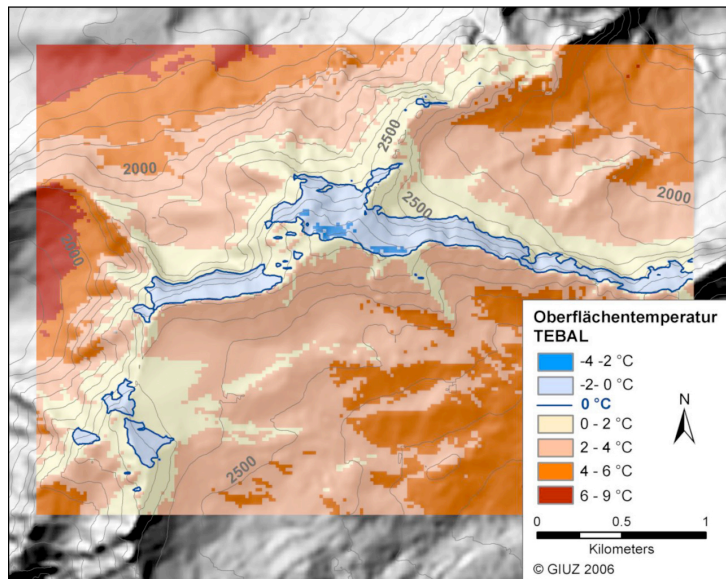 2500
2000
2500
2000
2000
2500
Oberflächentemperatur
TEBAL
-4 -2 °C
-2- 0 °C
0 °C
0 - 2 °C
2 - 4 °C
4 - 6 °C
6 - 9 °C
N
0 0.5 1
Kilometers
© GIUZ 2006